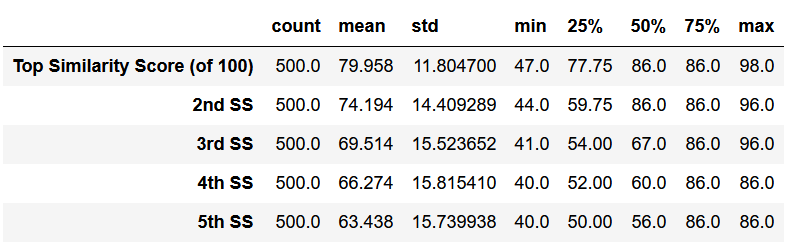 count mean std min 25% 50% 75% max
Top Similarity Score (of 100) 500.0 79.958 11.804700 47.0 77.75 86.0 86.0 98.0
2nd SS 500.0 74.194 14.409289 44.0 59.75 86.0 86.0 96.0
3rd SS 500.0 69.514 15.523652 41.0 54.00 67.0 86.0 96.0
4th SS 500.0 66.274 15.815410 40.0 52.00 60.0 86.0 86.0
5th SS 500.0 63.438 15.739938 40.0 50.00 56.0 86.0 86.0